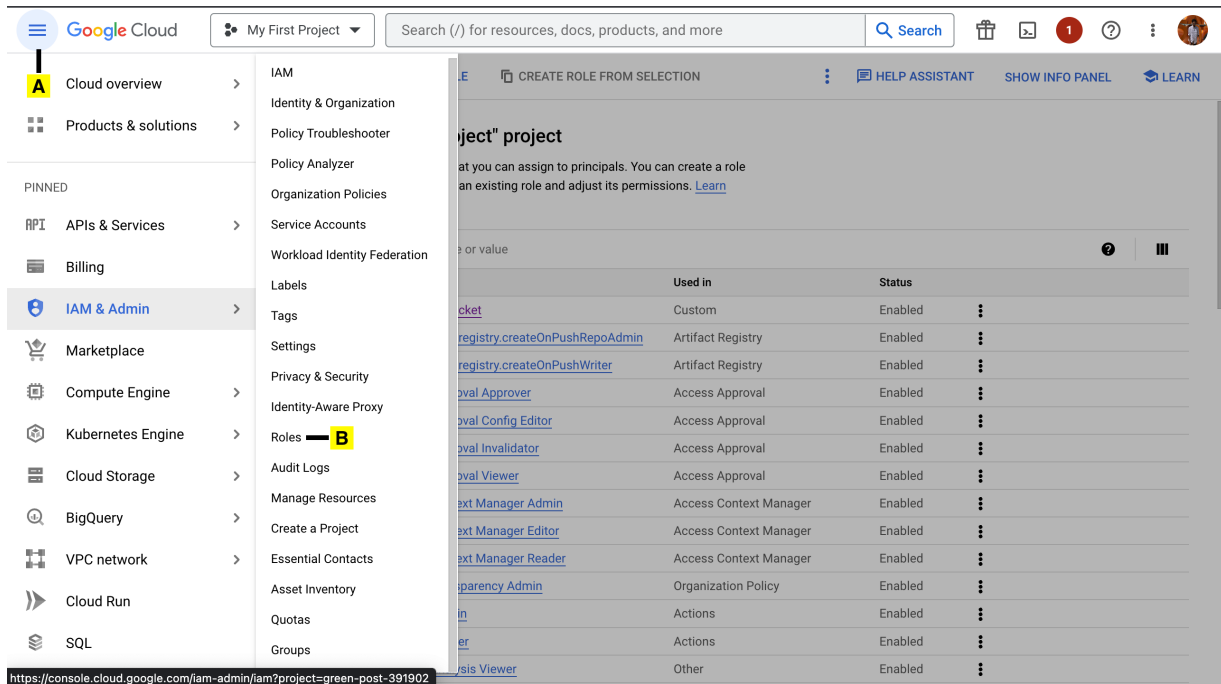 Google Cloud
My First Project
Search (/) for resources, docs, products, and more
Search
1
A
Cloud overview
Products & solutions
PINNED
API APIs & Services
Billing
IAM & Admin
Marketplace
Compute Engine
Kubernetes Engine
Cloud Storage
BigQuery
VPC network
Cloud Run
SQL
IAM
Identity & Organization
Policy Troubleshooter
Policy Analyzer
Organization Policies
Service Accounts
Workload Identity Federation
Labels
Tags
Settings
Privacy & Security
Identity-Aware Proxy
Roles B
Audit Logs
Manage Resources
Create a Project
Essential Contacts
Asset Inventory
Quotas
Groups
LE CREATE ROLE FROM SELECTION HELP ASSISTANT SHOW INFO PANEL LEARN
ject" project
at you can assign to principals. You can create a role
an existing role and adjust its permissions. Learn
e or value
Used in Status
cket Custom Enabled
registry.createOnPushRepoAdmin Artifact Registry Enabled
registry.createOnPushWriter Artifact Registry Enabled
oval Approver Access Approval Enabled
oval Config Editor Access Approval Enabled
oval Invalidator Access Approval Enabled
oval Viewer Access Approval Enabled
ext Manager Admin Access Context Manager Enabled
ext Manager Editor Access Context Manager Enabled
ext Manager Reader Access Context Manager Enabled
sparency Admin Organization Policy Enabled
in Actions Enabled
er Actions Enabled
ysis Viewer Other Enabled
https://console.cloud.google.com/iam-admin/iam?project=green-post-391902